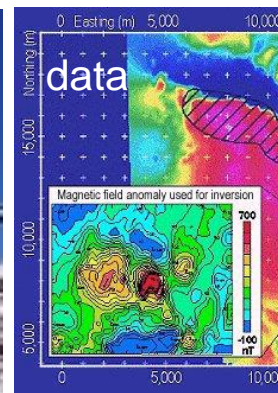 0 Easting (m) 5,000 10,000
Northing (m)
data
15,000
10,000
5,000
Magnetic field anomaly used for inversion
700
-100
nT
0 5,000 10,000